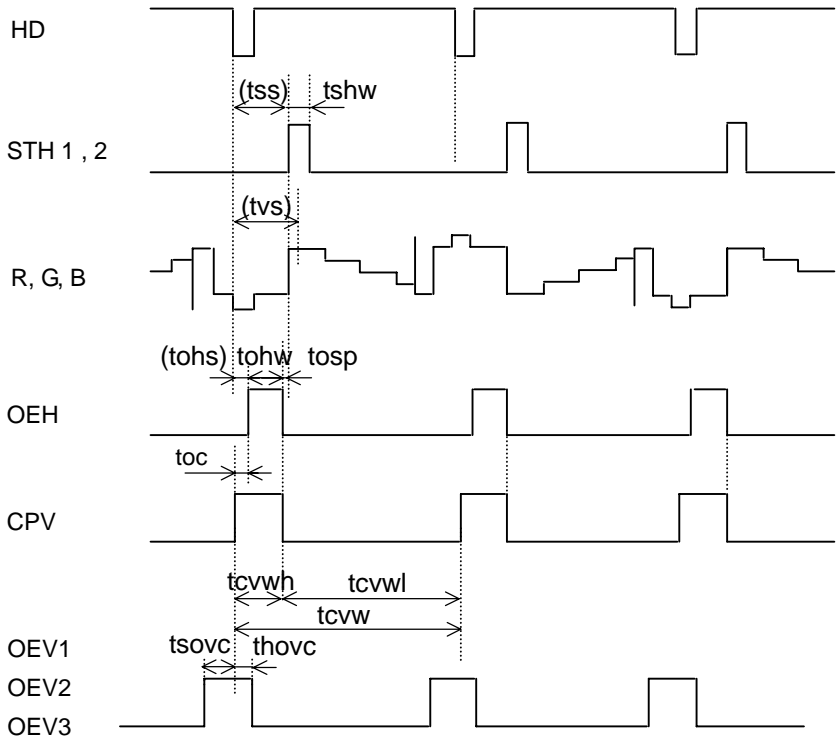 HD
(tss) tshw
STH 1 , 2
(tvs)
R, G, B
(tohs) tohw tosp
OEH
toc
CPV
tcvwh tcvwl
tcvw
OEV1 tsovc thovc
OEV2
OEV3